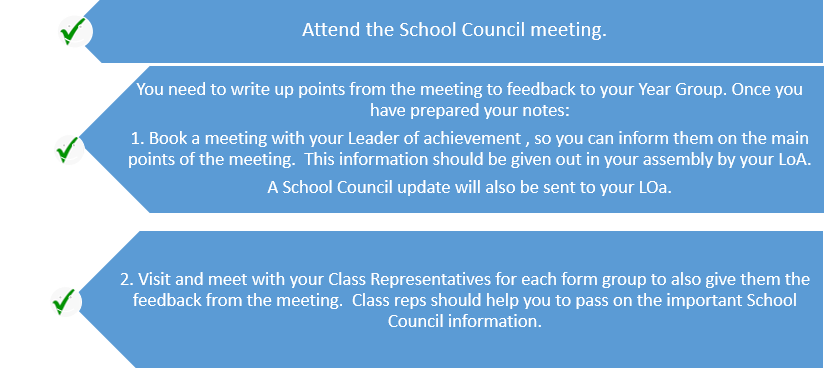 Attend the School Council meeting.
You need to write up points from the meeting to feedback to your Year Group. Once you
have prepared your notes:
1. Book a meeting with your Leader of achievement , so you can inform them on the main
points of the meeting.  This information should be given out in your assembly by your LoA.
A School Council update will also be sent to your LOa.
2. Visit and meet with your Class Representatives for each form group to also give them the
feedback from the meeting.  Class reps should help you to pass on the important School
Council information.